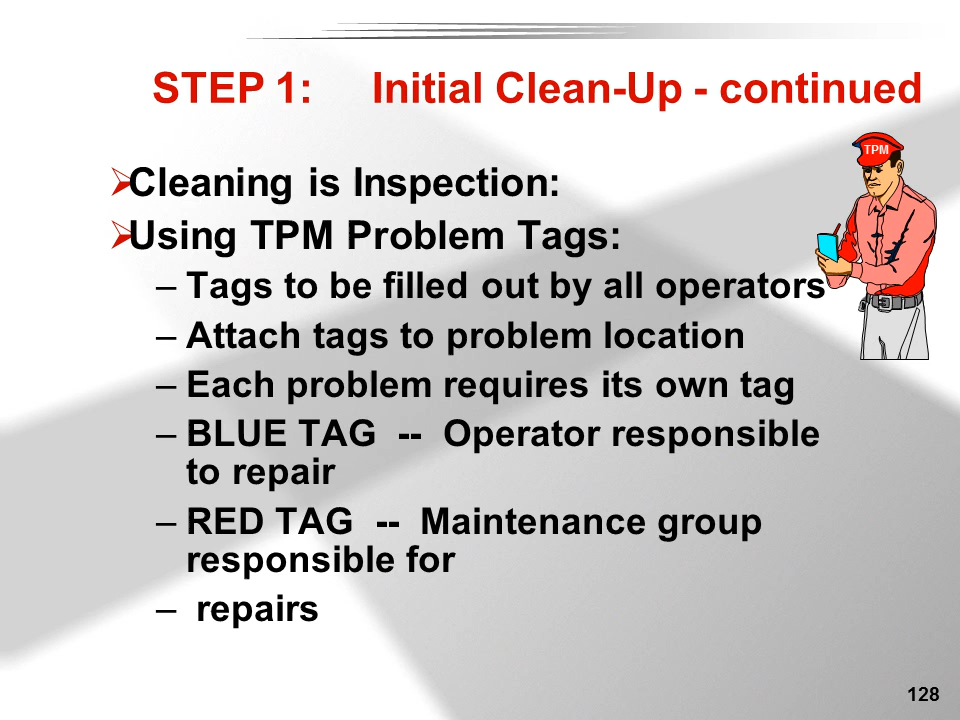 STEP 1: Initial Clean-Up - continued
TPM
➢Cleaning is Inspection:
➢Using TPM Problem Tags:
– Tags to be filled out by all operators
– Attach tags to problem location
– Each problem requires its own tag
– BLUE TAG -- Operator responsible
to repair
– RED TAG -- Maintenance group
responsible for
– repairs
128